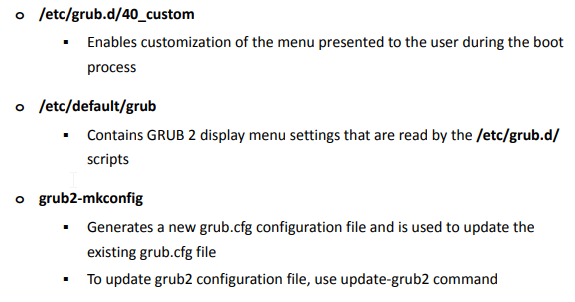 o /etc/grub.d/40_custom
▪ Enables customization of the menu presented to the user during the boot
process
o /etc/default/grub
▪ Contains GRUB 2 display menu settings that are read by the /etc/grub.d/
scripts
o grub2-mkconfig
▪ Generates a new grub.cfg configuration file and is used to update the
existing grub.cfg file
▪ To update grub2 configuration file, use update-grub2 command